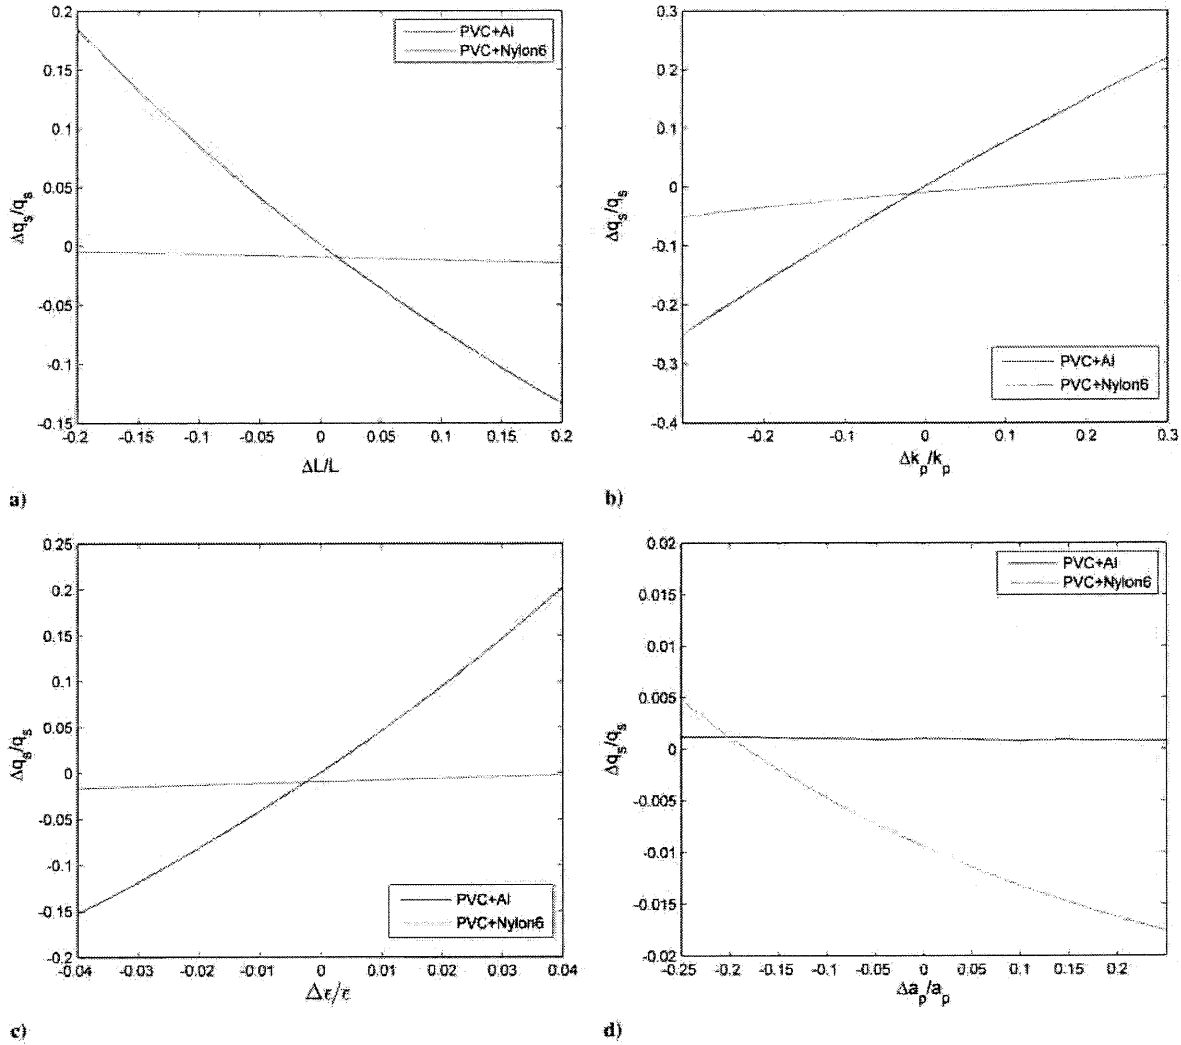 0.2
0.15
0.1
0.05
0
-0.05
-0.1
-0.15
Δq_s/q_s
-0.2 -0.15 -0.1 -0.05 0 0.05 0.1 0.15 0.2
ΔL/L
PVC+Al
PVC+Nylon6
a)
0.3
0.2
0.1
0
-0.1
-0.2
-0.3
-0.4
Δq_s/q_s
-0.2 -0.1 0 0.1 0.2 0.3
Δk_p/k_p
PVC+Al
PVC+Nylon6
b)
0.25
0.2
0.15
0.1
0.05
0
-0.05
-0.1
-0.15
-0.2
Δq_s/q_s
-0.04 -0.03 -0.02 -0.01 0 0.01 0.02 0.03 0.04
Δε/ε
PVC+Al
PVC+Nylon6
c)
0.02
0.015
0.01
0.005
0
-0.005
-0.01
-0.015
-0.02
Δq_s/q_s
-0.25 -0.2 -0.15 -0.1 -0.05 0 0.05 0.1 0.15 0.2
Δa_p/a_p
PVC+Al
PVC+Nylon6
d)